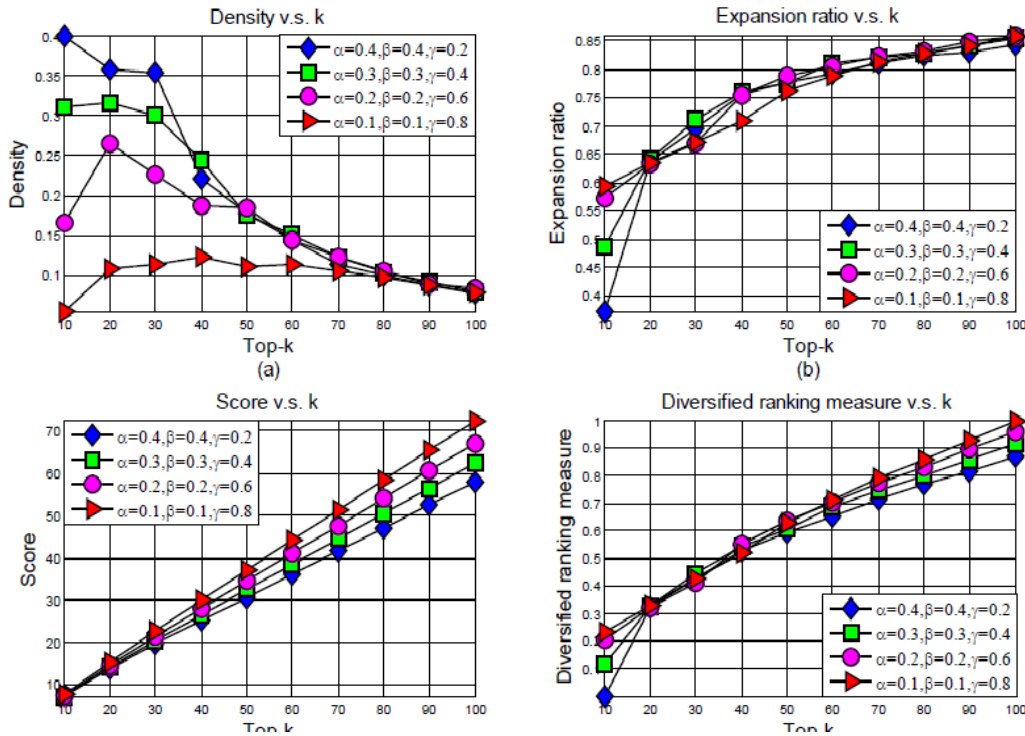 Density v.s. k
0.4
0.35
0.3
0.25
0.2
0.15
0.1
Density
α=0.4,β=0.4,γ=0.2
α=0.3,β=0.3,γ=0.4
α=0.2,β=0.2,γ=0.6
α=0.1,β=0.1,γ=0.8
10 20 30 40 50 60 70 80 90 100
Top-k
(a)
Expansion ratio v.s. k
0.85
0.8
0.75
0.7
0.65
0.6
0.55
0.5
0.45
0.4
Expansion ratio
α=0.4,β=0.4,γ=0.2
α=0.3,β=0.3,γ=0.4
α=0.2,β=0.2,γ=0.6
α=0.1,β=0.1,γ=0.8
10 20 30 40 50 60 70 80 90 100
Top-k
(b)
Score v.s. k
70
60
50
40
30
20
10
Score
α=0.4,β=0.4,γ=0.2
α=0.3,β=0.3,γ=0.4
α=0.2,β=0.2,γ=0.6
α=0.1,β=0.1,γ=0.8
10 20 30 40 50 60 70 80 90 100
Top-k
Diversified ranking measure v.s. k
1
0.9
0.8
0.7
0.6
0.5
0.4
0.3
Diversified ranking measure
α=0.4,β=0.4,γ=0.2
α=0.3,β=0.3,γ=0.4
α=0.2,β=0.2,γ=0.6
α=0.1,β=0.1,γ=0.8
10 20 30 40 50 60 70 80 90 100
Top-k